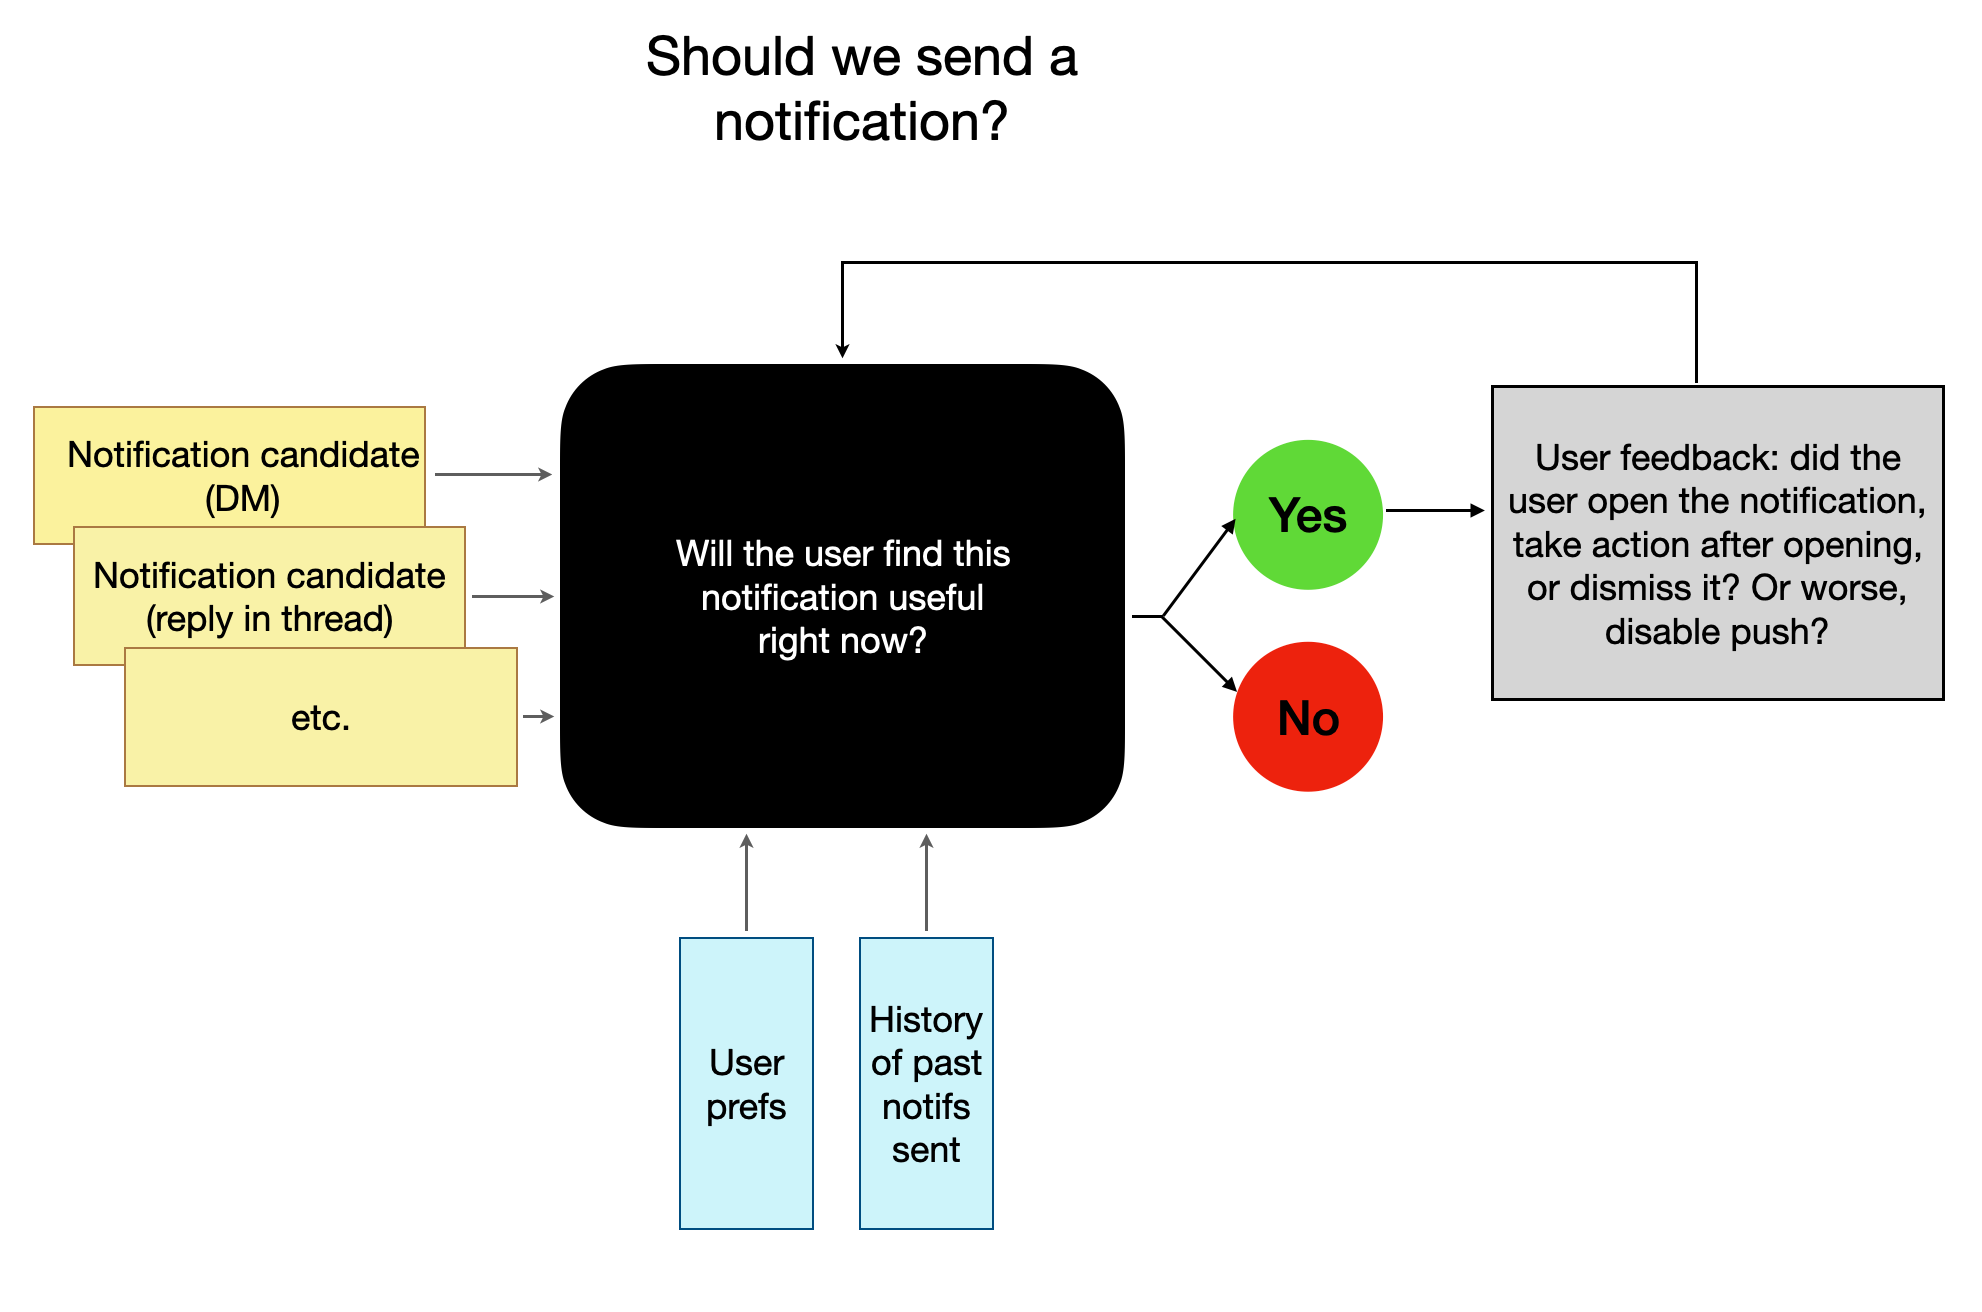 Should we send a
notification?
Notification candidate
(DM)
Notification candidate
(reply in thread)
etc.
Will the user find this
notification useful
right now?
Yes
No
User feedback: did the
user open the notification,
take action after opening,
or dismiss it? Or worse,
disable push?
User
prefs
History
of past
notifs
sent